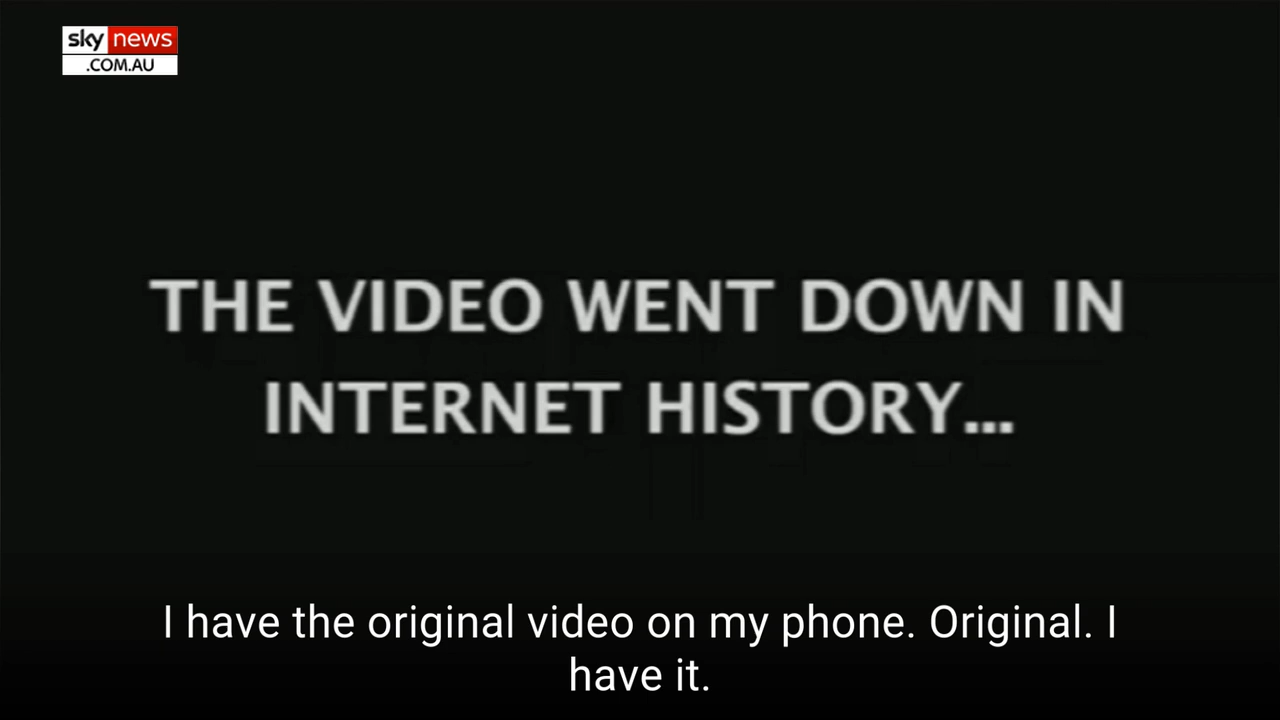 sky news
.COM.AU
THE VIDEO WENT DOWN IN
INTERNET HISTORY...
I have the original video on my phone. Original. I
have it.